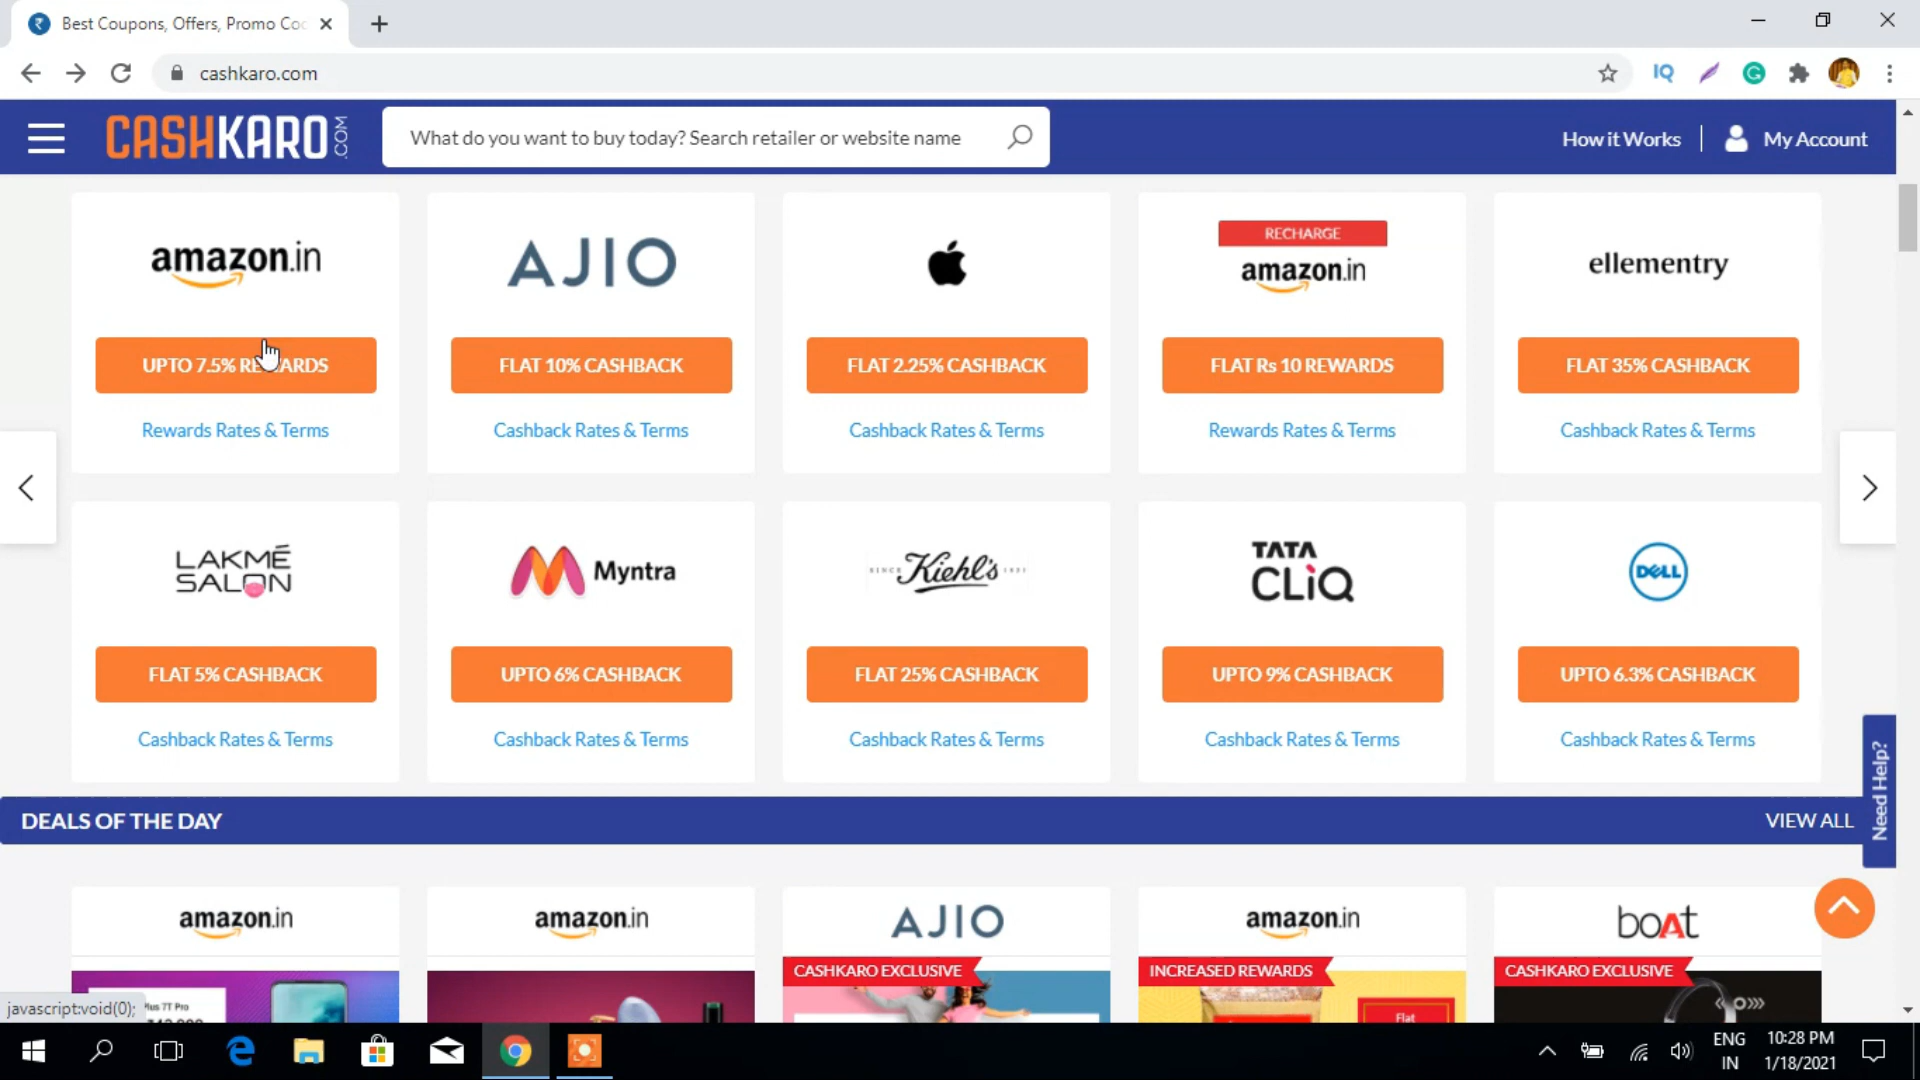 Best Coupons, Offers, Promo Co
cashkaro.com
IQ
CASHKARO.COM
What do you want to buy today? Search retailer or website name
How it Works
My Account
amazon.in
AJIO
RECHARGE
amazon.in
ellementry
UPTO 7.5% REWARDS
FLAT 10% CASHBACK
FLAT 2.25% CASHBACK
FLAT Rs 10 REWARDS
FLAT 35% CASHBACK
Rewards Rates & Terms
Cashback Rates & Terms
Cashback Rates & Terms
Rewards Rates & Terms
Cashback Rates & Terms
LAKMÉ
SALON
Myntra
SINCE Kiehl's 1851
TATA
CLiQ
DELL
FLAT 5% CASHBACK
UPTO 6% CASHBACK
FLAT 25% CASHBACK
UPTO 9% CASHBACK
UPTO 6.3% CASHBACK
Cashback Rates & Terms
Cashback Rates & Terms
Cashback Rates & Terms
Cashback Rates & Terms
Cashback Rates & Terms
Need Help?
DEALS OF THE DAY
VIEW ALL
amazon.in
amazon.in
AJIO
amazon.in
boAt
CASHKARO EXCLUSIVE
INCREASED REWARDS
CASHKARO EXCLUSIVE
Plus 7T Pro
Flat
javascript:void(0);
ENG
IN
10:28 PM
1/18/2021